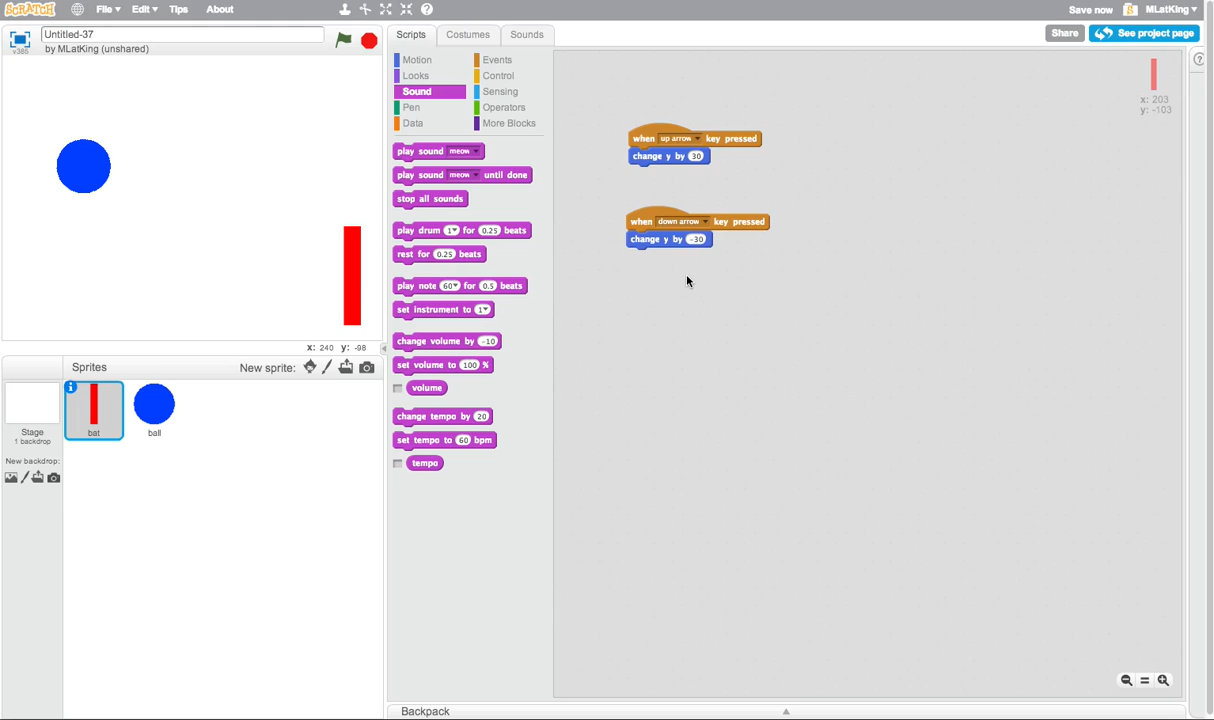 SCRATCH File Edit Tips About Save now MLatKing
v385 Untitled-37
by MLatKing (unshared)
Scripts Costumes Sounds
Share See project page
Motion Events
Looks Control
Sound Sensing
Pen Operators
Data More Blocks
play sound meow
play sound meow until done
stop all sounds
play drum 1 for 0.25 beats
rest for 0.25 beats
play note 60 for 0.5 beats
set instrument to 1
change volume by -10
set volume to 100 %
volume
change tempo by 20
set tempo to 60 bpm
tempo
when up arrow key pressed
change y by 30
when down arrow key pressed
change y by -30
x: 203
y: -103
x: 240 y: -98
Sprites New sprite:
Stage
1 backdrop
New backdrop:
bat
ball
Backpack